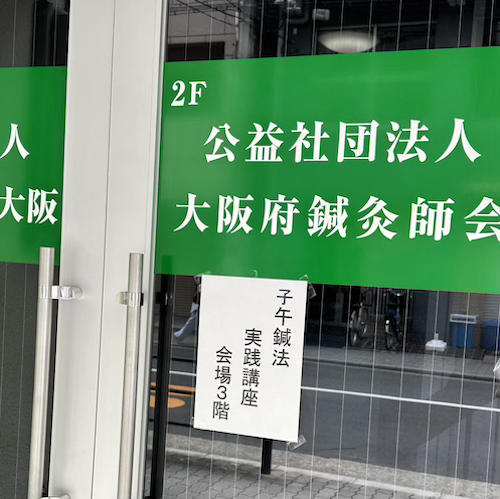 人
大阪
2F
公益社団法人
大阪府鍼灸師会
子午鍼法
実践講座
会場3階